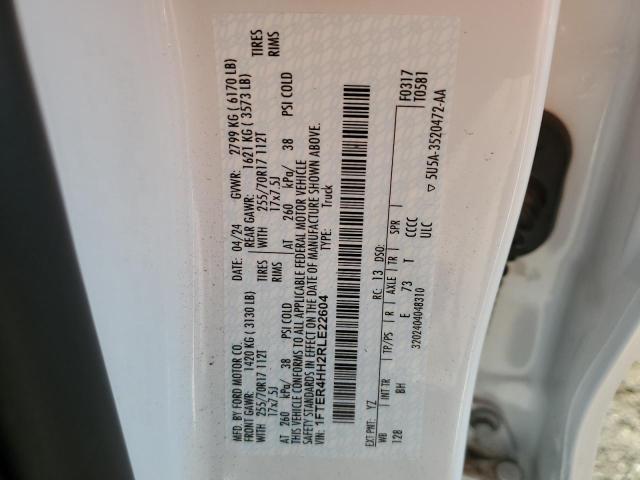 MFD. BY FORD MOTOR CO.
DATE: 04/24 GVWR: 2799 KG ( 6170 LB)
FRONT GAWR: 1420 KG ( 3130 LB) REAR GAWR: 1621 KG ( 3573 LB)
WITH 255/70R17 112T TIRES WITH 255/70R17 112T TIRES
17x7.5J RIMS 17x7.5J RIMS
AT 260 kPa/ 38 PSI COLD AT 260 kPa/ 38 PSI COLD
THIS VEHICLE CONFORMS TO ALL APPLICABLE FEDERAL MOTOR VEHICLE
SAFETY STANDARDS IN EFFECT ON THE DATE OF MANUFACTURE SHOWN ABOVE.
VIN: 1FTER4HH2RLE22604 TYPE: Truck
F0317
T0581
EXT PNT: YZ RC: 13 DSO:
WB INT TR TP/PS R AXLE TR SPR
128 BH E 73 T CCCC
ULC
3202404048310
▽ 5U5A-3520472-AA